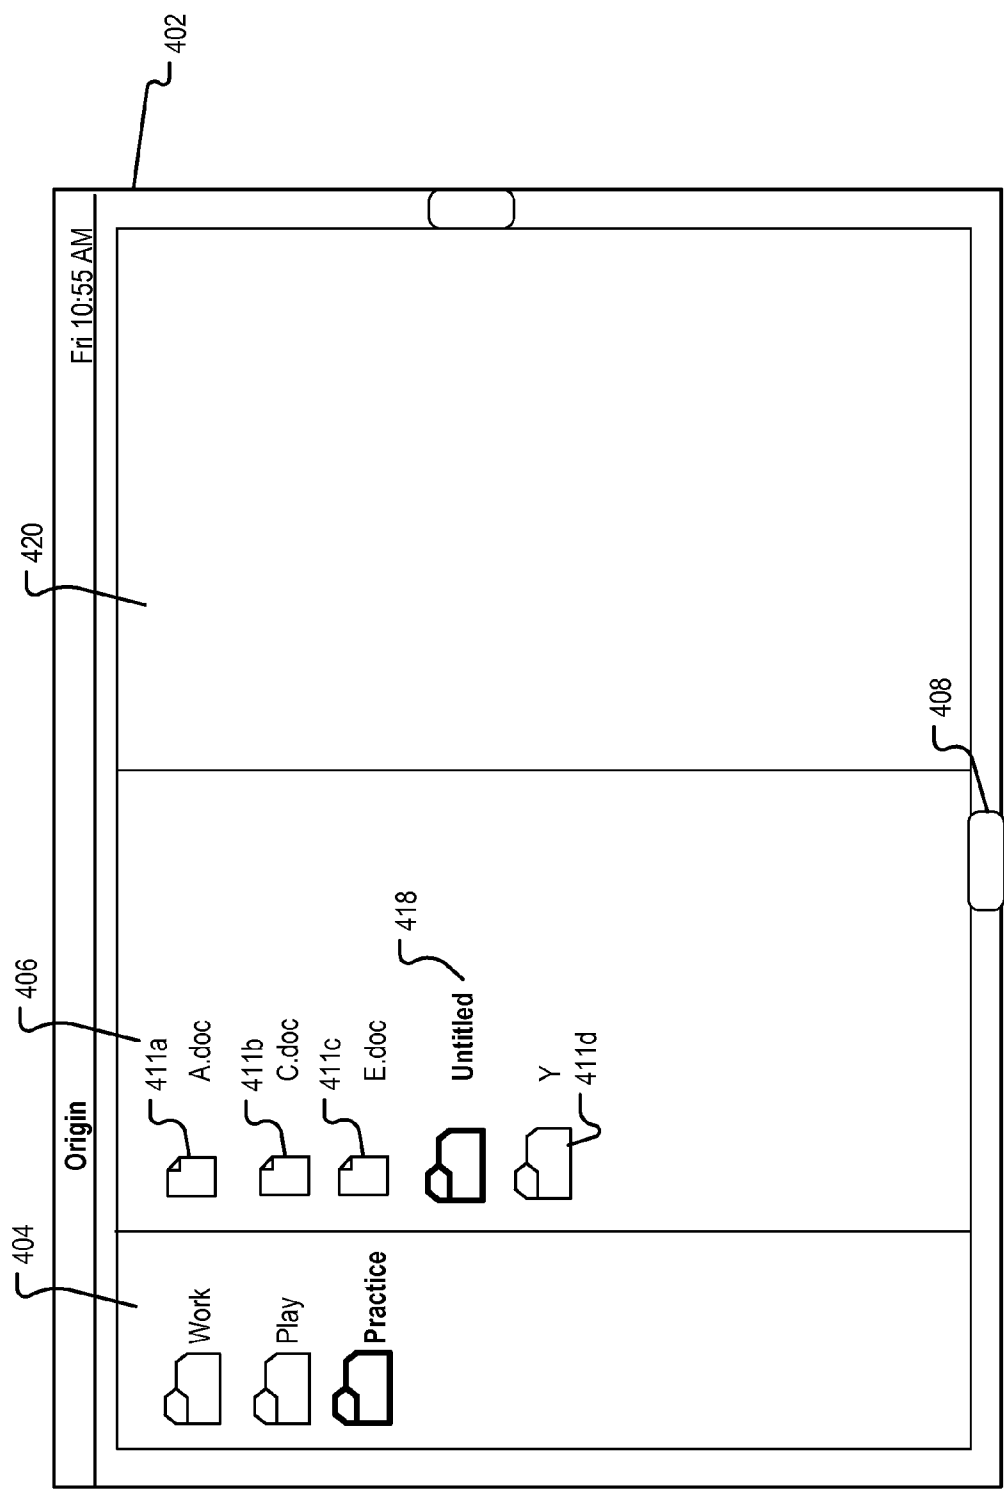 402
Origin
Fri 10:55 AM
404
406
420
Work
Play
Practice
411a
A.doc
411b
C.doc
411c
E.doc
418
Untitled
Y
411d
408